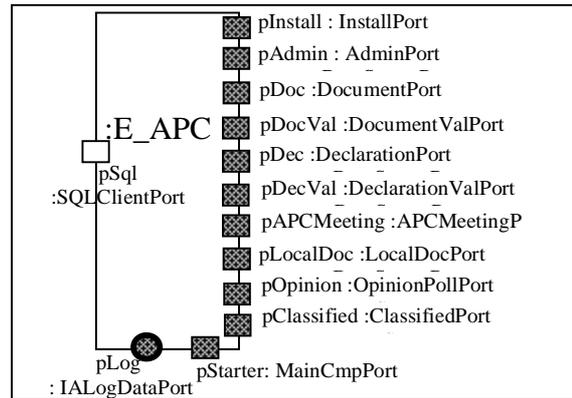 pInstall : InstallPort
pAdmin : AdminPort
pDoc :DocumentPort
:E_APC
pDocVal :DocumentValPort
pDec :DeclarationPort
pSql
:SQLClientPort
pDecVal :DeclarationValPort
pAPCMeeting :APCMeetingP
pLocalDoc :LocalDocPort
pOpinion :OpinionPollPort
pClassified :ClassifiedPort
pLog
: IALogDataPort
pStarter: MainCmpPort